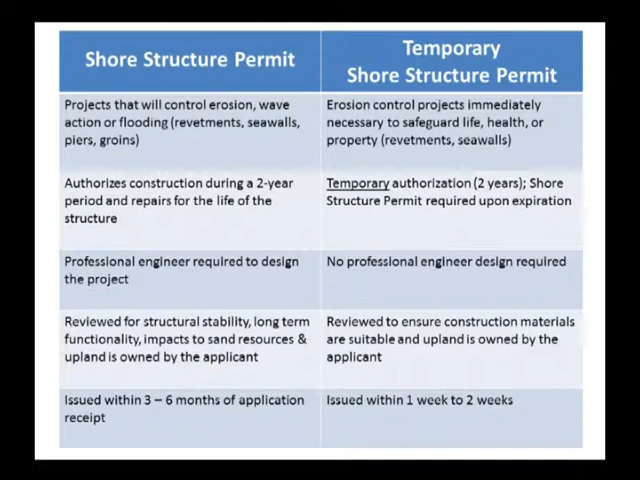 Shore Structure Permit
Temporary
Shore Structure Permit
Projects that will control erosion, wave
action or flooding (revetments, seawalls,
piers, groins)
Erosion control projects immediately
necessary to safeguard life, health, or
property (revetments, seawalls)
Authorizes construction during a 2-year
period and repairs for the life of the
structure
Temporary authorization (2 years); Shore
Structure Permit required upon expiration
Professional engineer required to design
the project
No professional engineer design required
Reviewed for structural stability, long term
functionality, impacts to sand resources &
upland is owned by the applicant
Reviewed to ensure construction materials
are suitable and upland is owned by the
applicant
Issued within 3 – 6 months of application
receipt
Issued within 1 week to 2 weeks